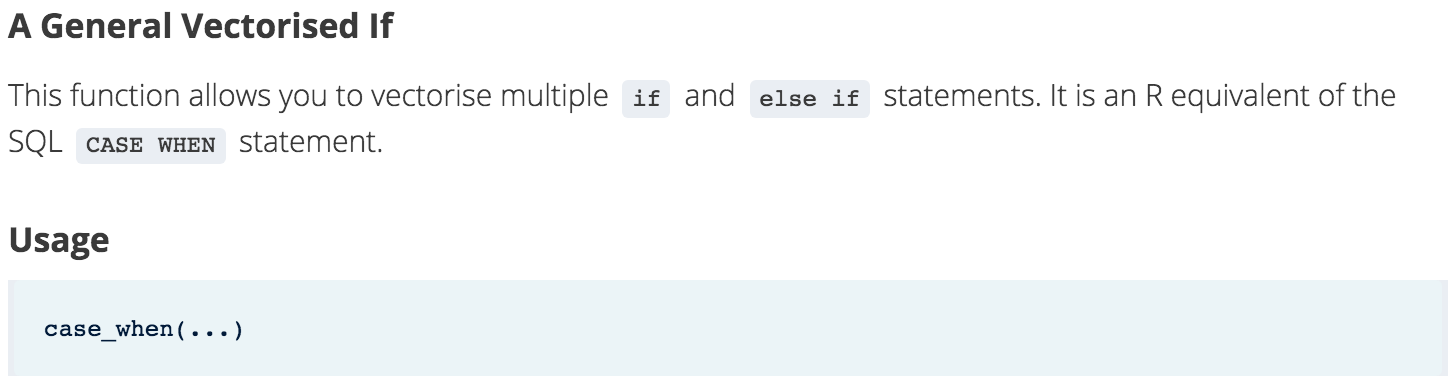 A General Vectorised If
This function allows you to vectorise multiple if and else if statements. It is an R equivalent of the
SQL CASE WHEN statement.
Usage
case_when(...)